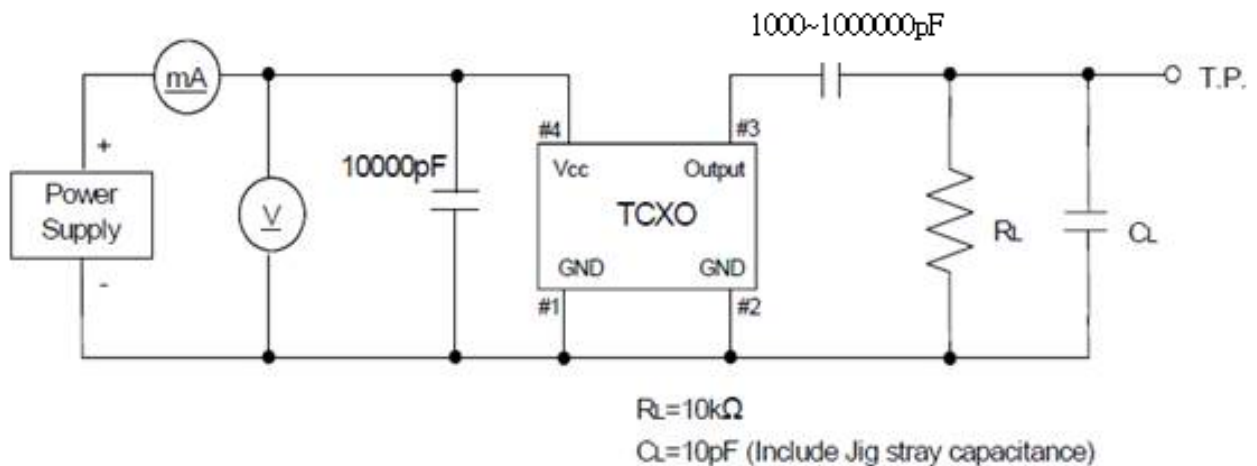 1000~1000000pF
mA
T.P.
+
#4
#3
10000pF
Vcc
Output
Power
Supply
V
TCXO
RL
CL
GND
GND
-
#1
#2
RL=10kΩ
CL=10pF (Include Jig stray capacitance)